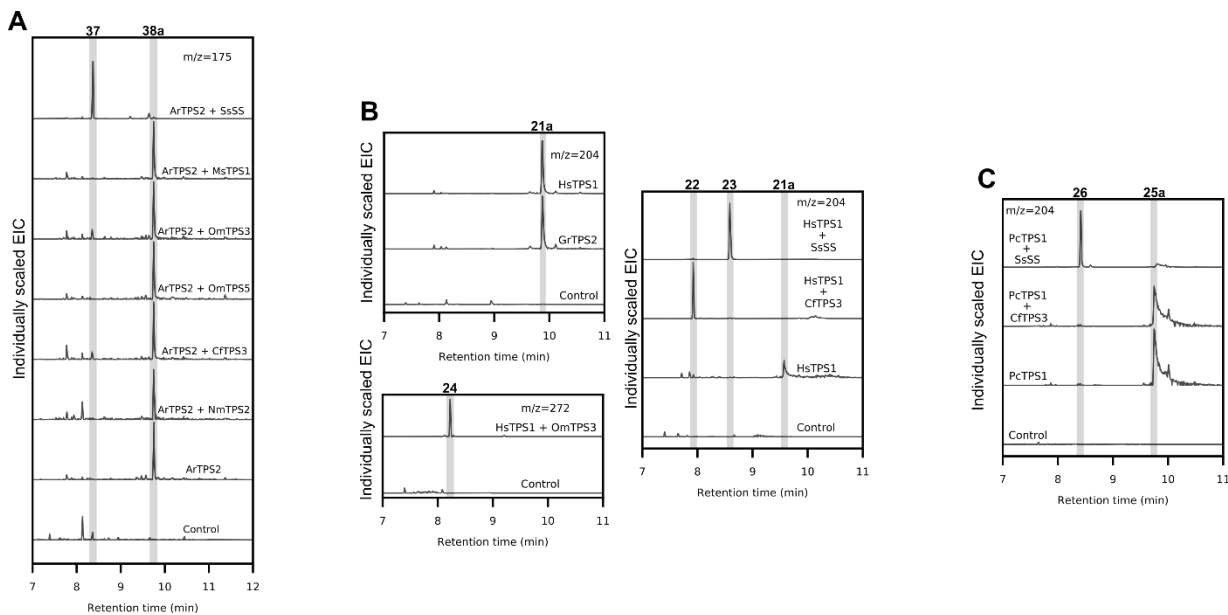 A
37 38a
m/z=175
ArTPS2 + SsSS
ArTPS2 + MsTPS1
ArTPS2 + OmTPS3
ArTPS2 + OmTPS5
ArTPS2 + CfTPS3
ArTPS2 + NmTPS2
ArTPS2
Control
Individually scaled EIC
7 8 9 10 11 12
Retention time (min)
B
21a
m/z=204
HsTPS1
GrTPS2
Control
Individually scaled EIC
7 8 9 10 11
Retention time (min)
24
m/z=272
HsTPS1 + OmTPS3
Control
Individually scaled EIC
7 8 9 10 11
Retention time (min)
22 23 21a
m/z=204
HsTPS1
+
SsSS
HsTPS1
+
CfTPS3
HsTPS1
Control
Individually scaled EIC
7 8 9 10 11
Retention time (min)
C
26 25a
m/z=204
PcTPS1
+
SsSS
PcTPS1
+
CfTPS3
PcTPS1
Control
Individually scaled EIC
7 8 9 10 11
Retention time (min)